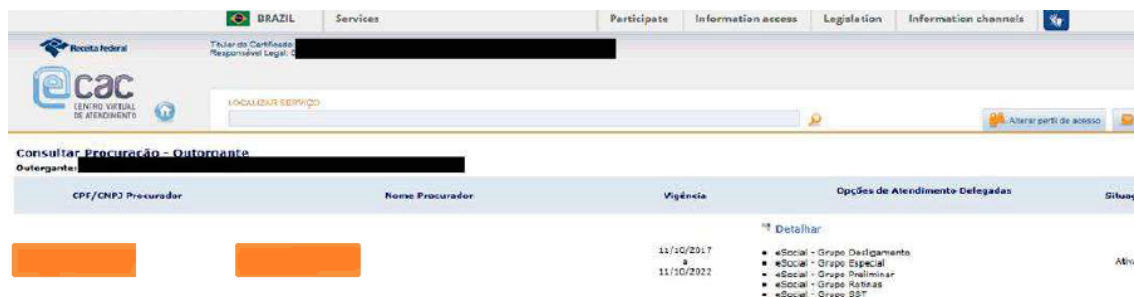 BRAZIL Services Participate Information access Legislation Information channels
Receita Federal
Titular do Certificado:
Responsável Legal:
ecac
CENTRO VIRTUAL
DE ATENDIMENTO
LOCALIZAR SERVIÇO
Alterar perfil de acesso
Consultar Procuração - Outorgante
Outorgante:
CPF/CNPJ Procurador Nome Procurador Vigência Opções de Atendimento Delegadas Situaç
Detalhar
11/10/2017
a
11/10/2022
eSocial - Grupo Desligamento
eSocial - Grupo Especial
eSocial - Grupo Preliminar
eSocial - Grupo Rotinas
eSocial - Grupo SST
Ativa